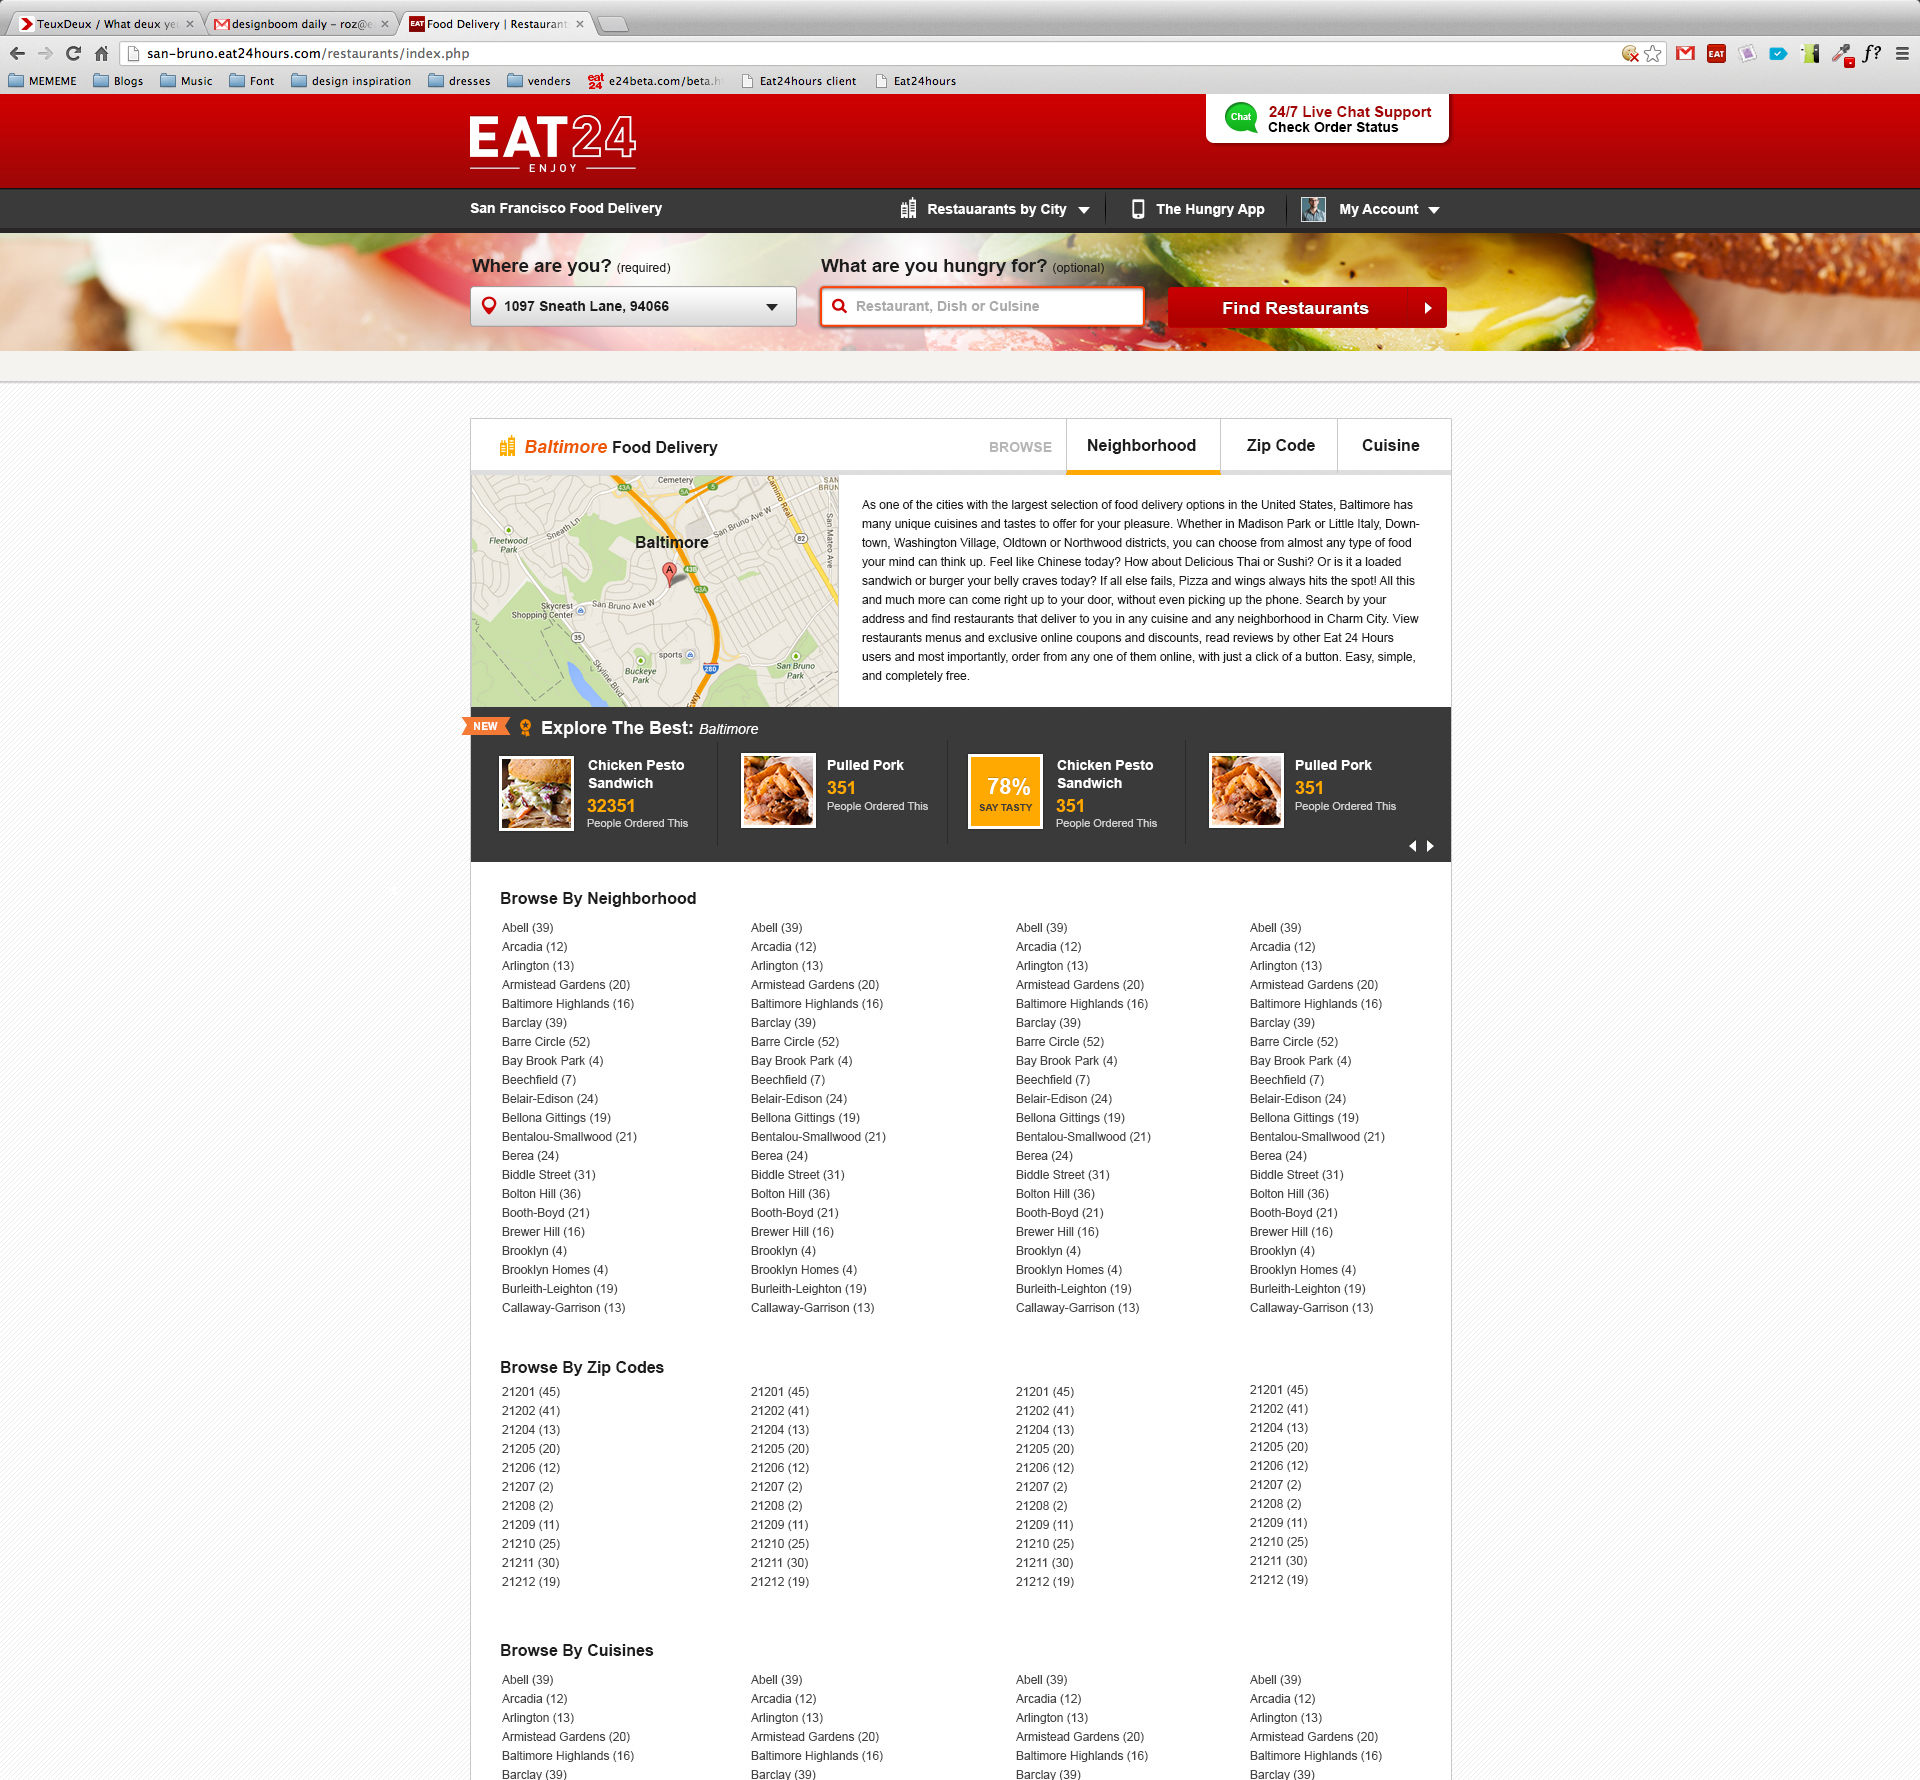 TeuxDeux / What deux ye
designboom daily - roz@e
EAT Food Delivery | Restaurant
san-bruno.eat24hours.com/restaurants/index.php
EAT
f?
MEMEME Blogs Music Font design inspiration dresses venders eat 24 e24beta.com/beta.h Eat24hours client Eat24hours
EAT24
ENJOY
Chat
24/7 Live Chat Support
Check Order Status
San Francisco Food Delivery
Restauarants by City
The Hungry App
My Account
Where are you? (required)
What are you hungry for? (optional)
1097 Sneath Lane, 94066
Restaurant, Dish or Cuisine
Find Restaurants
Baltimore Food Delivery
BROWSE
Neighborhood
Zip Code
Cuisine
Cemetery
43A
5A
5
SAN
BRUN
Camino Real
San Bruno Ave W
San Mateo Ave
Sneath Ln
Fleetwood
Park
82
Baltimore
A
43B
43A
Skycrest
Shopping Center
San Bruno Ave W
35
sports
Buckeye
Park
280
San Bruno
Park
Skyline Blvd
wy
As one of the cities with the largest selection of food delivery options in the United States, Baltimore has
many unique cuisines and tastes to offer for your pleasure. Whether in Madison Park or Little Italy, Down-
town, Washington Village, Oldtown or Northwood districts, you can choose from almost any type of food
your mind can think up. Feel like Chinese today? How about Delicious Thai or Sushi? Or is it a loaded
sandwich or burger your belly craves today? If all else fails, Pizza and wings always hits the spot! All this
and much more can come right up to your door, without even picking up the phone. Search by your
address and find restaurants that deliver to you in any cuisine and any neighborhood in Charm City. View
restaurants menus and exclusive online coupons and discounts, read reviews by other Eat 24 Hours
users and most importantly, order from any one of them online, with just a click of a button. Easy, simple,
and completely free.
NEW
Explore The Best: Baltimore
Chicken Pesto
Sandwich
32351
People Ordered This
Pulled Pork
351
People Ordered This
78%
SAY TASTY
Chicken Pesto
Sandwich
351
People Ordered This
Pulled Pork
351
People Ordered This
Browse By Neighborhood
Abell (39) Abell (39) Abell (39) Abell (39)
Arcadia (12) Arcadia (12) Arcadia (12) Arcadia (12)
Arlington (13) Arlington (13) Arlington (13) Arlington (13)
Armistead Gardens (20) Armistead Gardens (20) Armistead Gardens (20) Armistead Gardens (20)
Baltimore Highlands (16) Baltimore Highlands (16) Baltimore Highlands (16) Baltimore Highlands (16)
Barclay (39) Barclay (39) Barclay (39) Barclay (39)
Barre Circle (52) Barre Circle (52) Barre Circle (52) Barre Circle (52)
Bay Brook Park (4) Bay Brook Park (4) Bay Brook Park (4) Bay Brook Park (4)
Beechfield (7) Beechfield (7) Beechfield (7) Beechfield (7)
Belair-Edison (24) Belair-Edison (24) Belair-Edison (24) Belair-Edison (24)
Bellona Gittings (19) Bellona Gittings (19) Bellona Gittings (19) Bellona Gittings (19)
Bentalou-Smallwood (21) Bentalou-Smallwood (21) Bentalou-Smallwood (21) Bentalou-Smallwood (21)
Berea (24) Berea (24) Berea (24) Berea (24)
Biddle Street (31) Biddle Street (31) Biddle Street (31) Biddle Street (31)
Bolton Hill (36) Bolton Hill (36) Bolton Hill (36) Bolton Hill (36)
Booth-Boyd (21) Booth-Boyd (21) Booth-Boyd (21) Booth-Boyd (21)
Brewer Hill (16) Brewer Hill (16) Brewer Hill (16) Brewer Hill (16)
Brooklyn (4) Brooklyn (4) Brooklyn (4) Brooklyn (4)
Brooklyn Homes (4) Brooklyn Homes (4) Brooklyn Homes (4) Brooklyn Homes (4)
Burleith-Leighton (19) Burleith-Leighton (19) Burleith-Leighton (19) Burleith-Leighton (19)
Callaway-Garrison (13) Callaway-Garrison (13) Callaway-Garrison (13) Callaway-Garrison (13)
Browse By Zip Codes
21201 (45) 21201 (45) 21201 (45) 21201 (45)
21202 (41) 21202 (41) 21202 (41) 21202 (41)
21204 (13) 21204 (13) 21204 (13) 21204 (13)
21205 (20) 21205 (20) 21205 (20) 21205 (20)
21206 (12) 21206 (12) 21206 (12) 21206 (12)
21207 (2) 21207 (2) 21207 (2) 21207 (2)
21208 (2) 21208 (2) 21208 (2) 21208 (2)
21209 (11) 21209 (11) 21209 (11) 21209 (11)
21210 (25) 21210 (25) 21210 (25) 21210 (25)
21211 (30) 21211 (30) 21211 (30) 21211 (30)
21212 (19) 21212 (19) 21212 (19) 21212 (19)
Browse By Cuisines
Abell (39) Abell (39) Abell (39) Abell (39)
Arcadia (12) Arcadia (12) Arcadia (12) Arcadia (12)
Arlington (13) Arlington (13) Arlington (13) Arlington (13)
Armistead Gardens (20) Armistead Gardens (20) Armistead Gardens (20) Armistead Gardens (20)
Baltimore Highlands (16) Baltimore Highlands (16) Baltimore Highlands (16) Baltimore Highlands (16)
Barclay (39) Barclay (39) Barclay (39) Barclay (39)